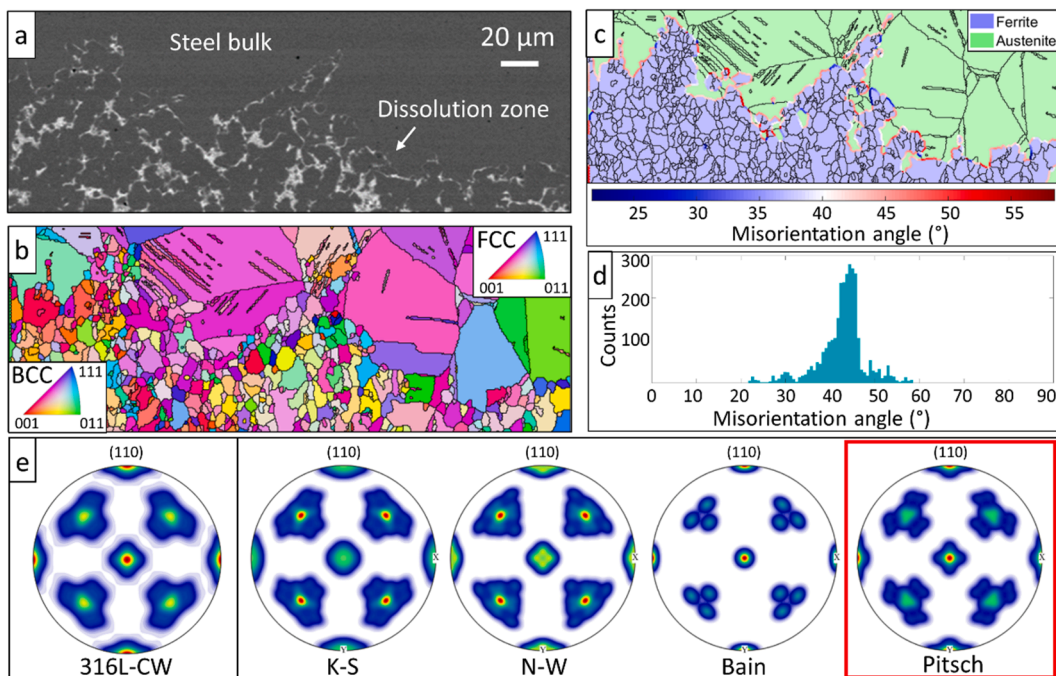 a
Steel bulk
20 µm
Dissolution zone
b
FCC
111
001
011
BCC
111
001
011
c
Ferrite
Austenite
25 30 35 40 45 50 55
Misorientation angle (°)
d
300
200
100
Counts
0 10 20 30 40 50 60 70 80 90
Misorientation angle (°)
e
(110) (110) (110) (110) (110)
X X X X
Y Y Y Y
316L-CW K-S N-W Bain Pitsch